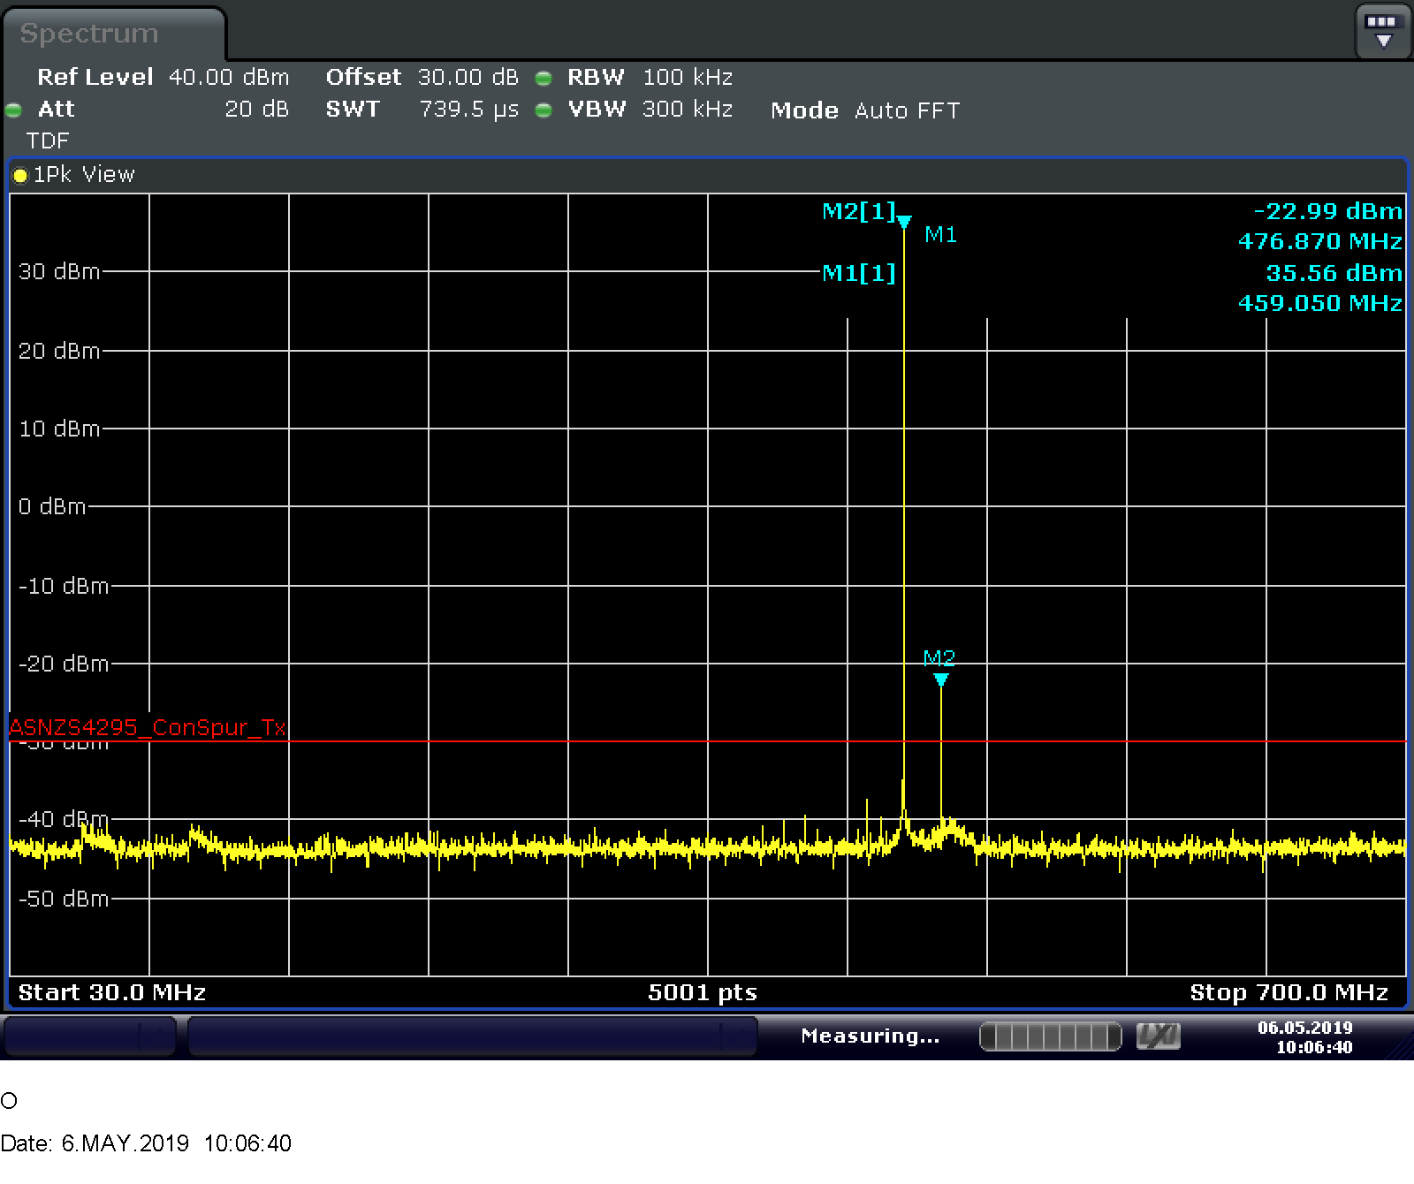 Spectrum
Ref Level 40.00 dBm Offset 30.00 dB RBW 100 kHz
Att 20 dB SWT 739.5 µs VBW 300 kHz Mode Auto FFT
TDF
1Pk View
M2[1] -22.99 dBm
M1
476.870 MHz
30 dBm M1[1] 35.56 dBm
459.050 MHz
20 dBm
10 dBm
0 dBm
-10 dBm
-20 dBm
M2
ASNZS4295_ConSpur_Tx
-30 dBm
-40 dBm
-50 dBm
Start 30.0 MHz 5001 pts Stop 700.0 MHz
Measuring... LXI 06.05.2019
10:06:40
O
Date: 6.MAY.2019 10:06:40